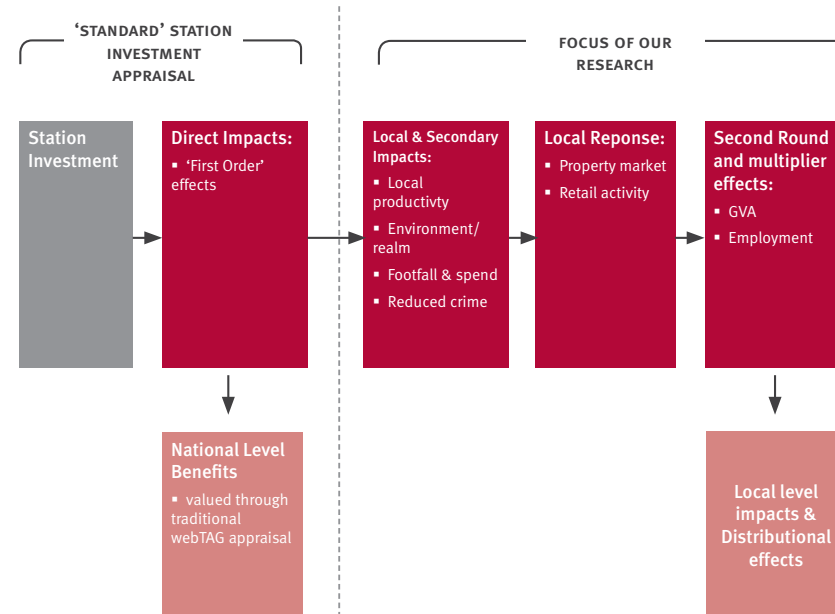 ‘STANDARD’ STATION
INVESTMENT
APPRAISAL
FOCUS OF OUR
RESEARCH
Station
Investment
Direct Impacts:
▪ ‘First Order’
effects
Local & Secondary
Impacts:
▪ Local
productivty
▪ Environment/
realm
▪ Footfall & spend
▪ Reduced crime
Local Reponse:
▪ Property market
▪ Retail activity
Second Round
and multiplier
effects:
▪ GVA
▪ Employment
National Level
Benefits
▪ valued through
traditional
webTAG appraisal
Local level
impacts &
Distributional
effects